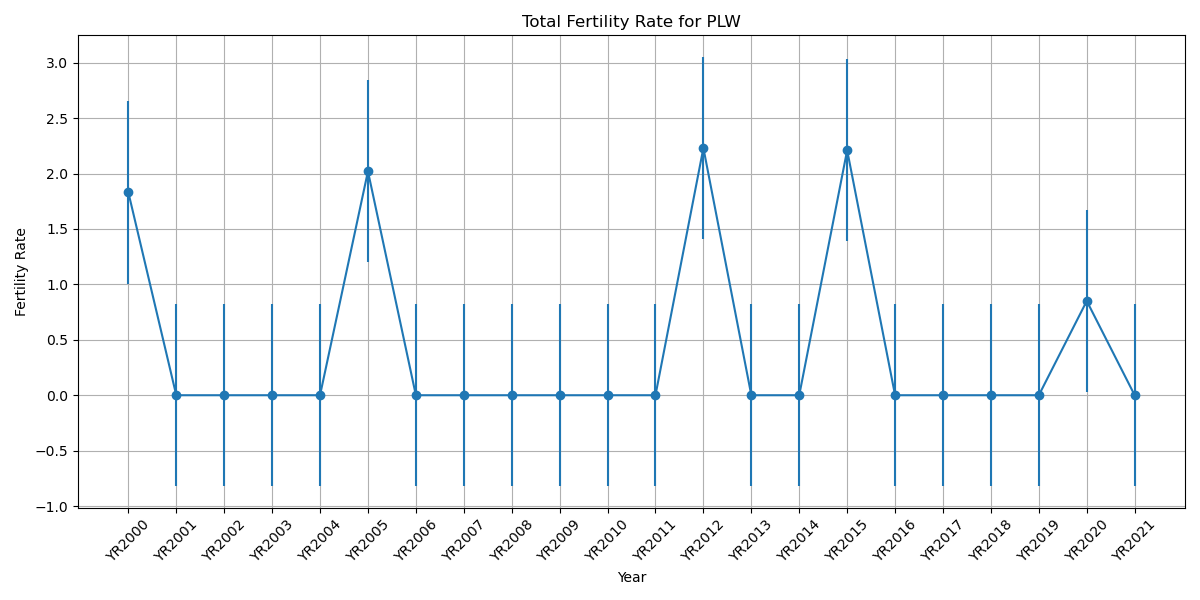 Total Fertility Rate for PLW
Fertility Rate
3.0
2.5
2.0
1.5
1.0
0.5
0.0
−0.5
−1.0
YR2000
YR2001
YR2002
YR2003
YR2004
YR2005
YR2006
YR2007
YR2008
YR2009
YR2010
YR2011
YR2012
YR2013
YR2014
YR2015
YR2016
YR2017
YR2018
YR2019
YR2020
YR2021
Year